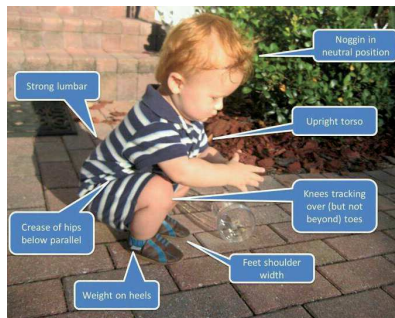 Noggin in
neutral position
Strong lumbar
Upright torso
Knees tracking
over (but not
beyond) toes
Crease of hips
below parallel
Feet shoulder
width
Weight on heels